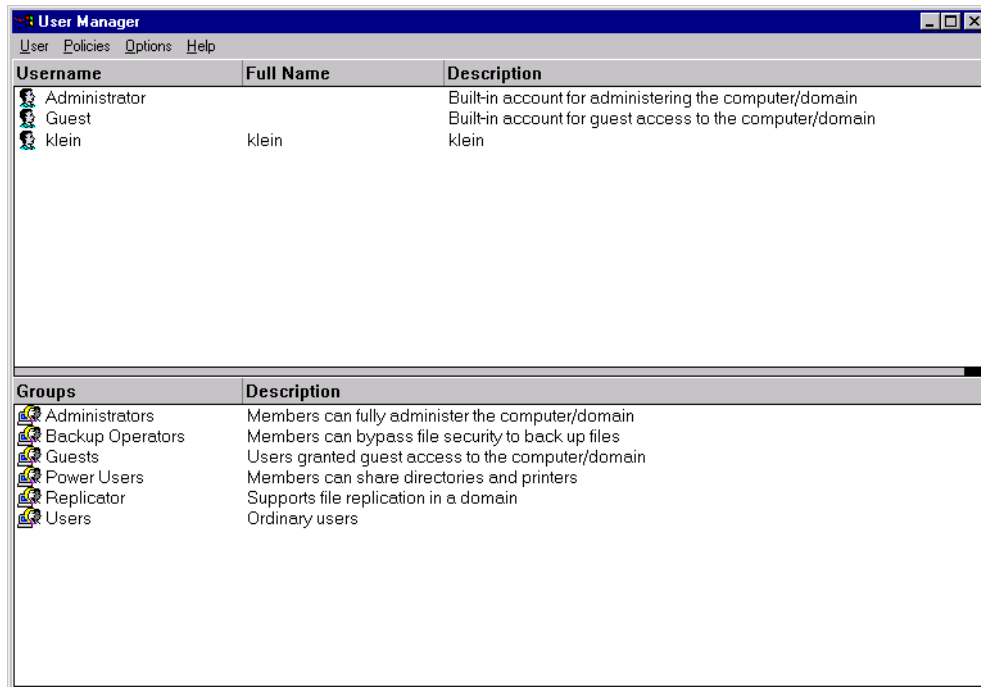 User Manager
User Policies Options Help
Username Full Name Description
Administrator Built-in account for administering the computer/domain
Guest Built-in account for guest access to the computer/domain
klein klein klein
Groups Description
Administrators Members can fully administer the computer/domain
Backup Operators Members can bypass file security to back up files
Guests Users granted guest access to the computer/domain
Power Users Members can share directories and printers
Replicator Supports file replication in a domain
Users Ordinary users